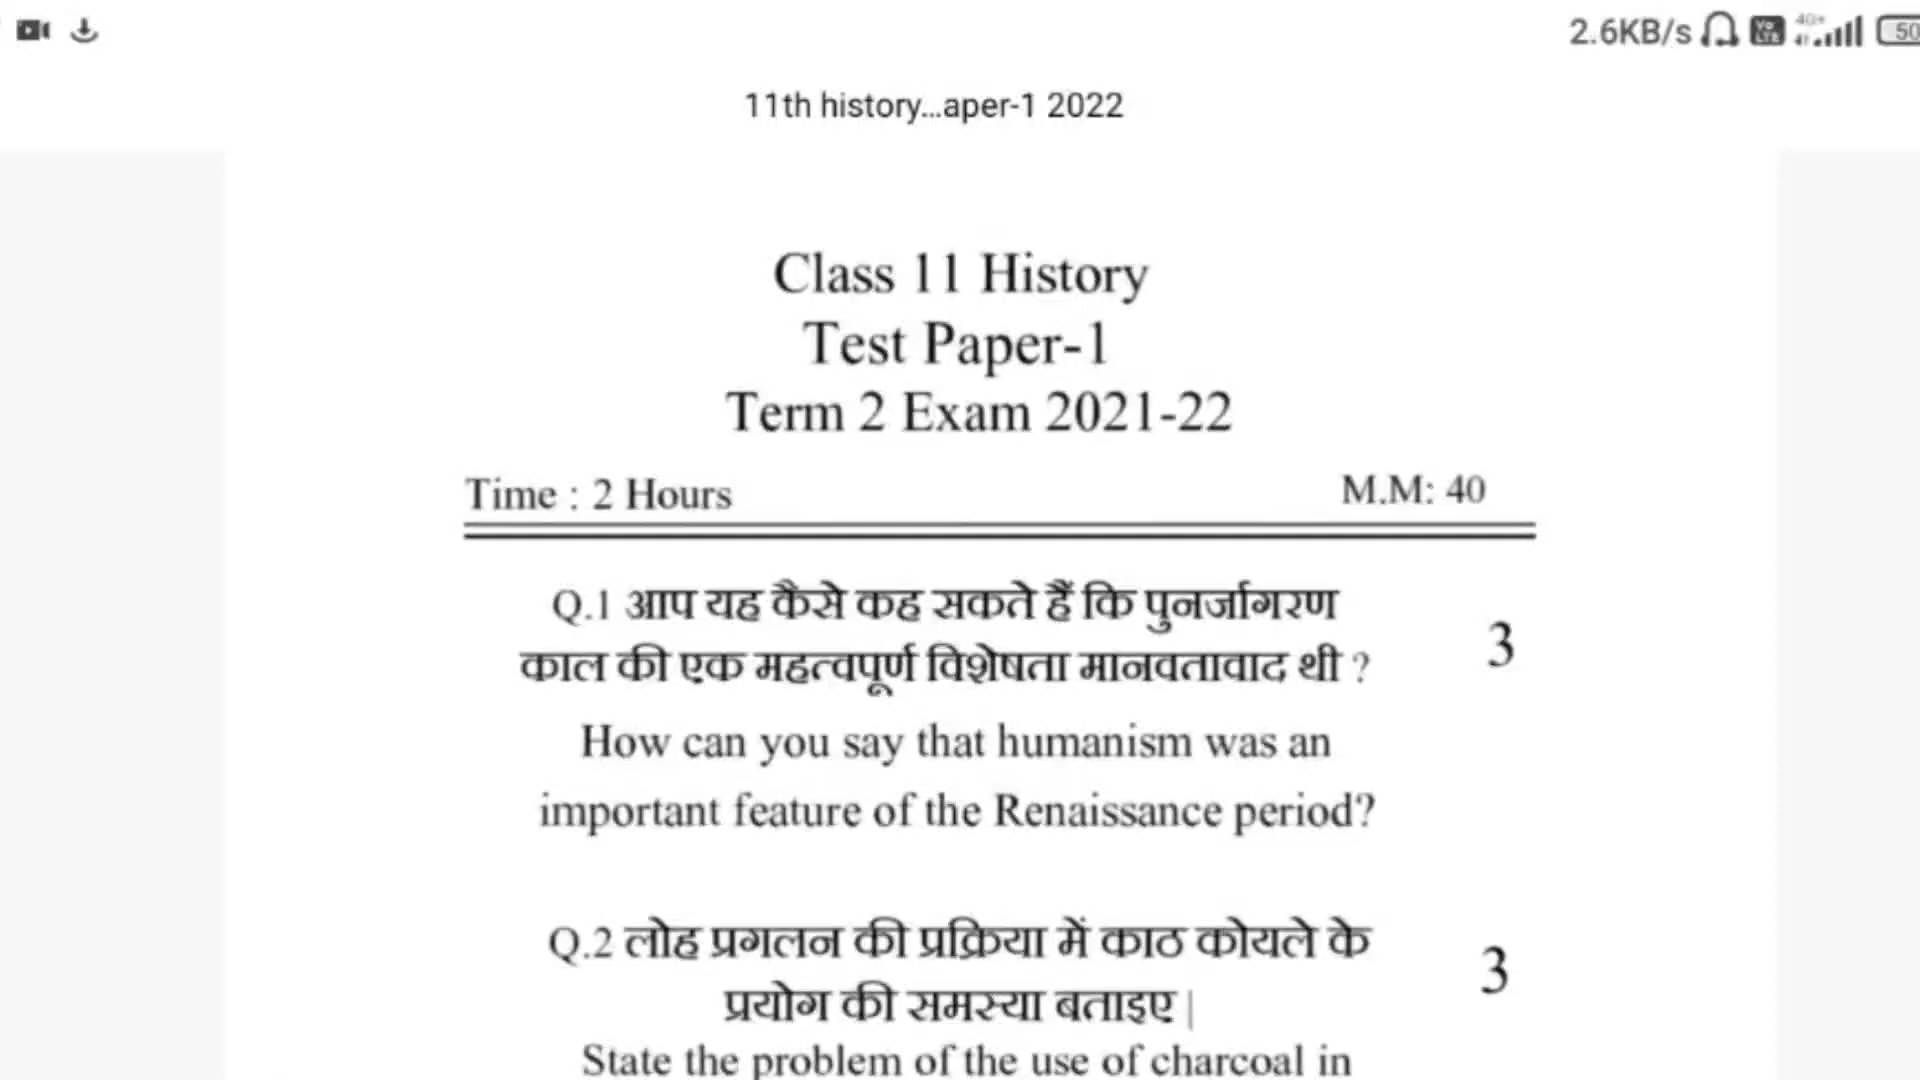 2.6KB/s 4G+ 50
11th history...aper-1 2022
Class 11 History
Test Paper-1
Term 2 Exam 2021-22
Time : 2 Hours M.M: 40
Q.1 आप यह कैसे कह सकते हैं कि पुनर्जागरण
काल की एक महत्वपूर्ण विशेषता मानवतावाद थी ? 3
How can you say that humanism was an
important feature of the Renaissance period?
Q.2 लोह प्रगलन की प्रक्रिया में काठ कोयले के
प्रयोग की समस्या बताइए | 3
State the problem of the use of charcoal in